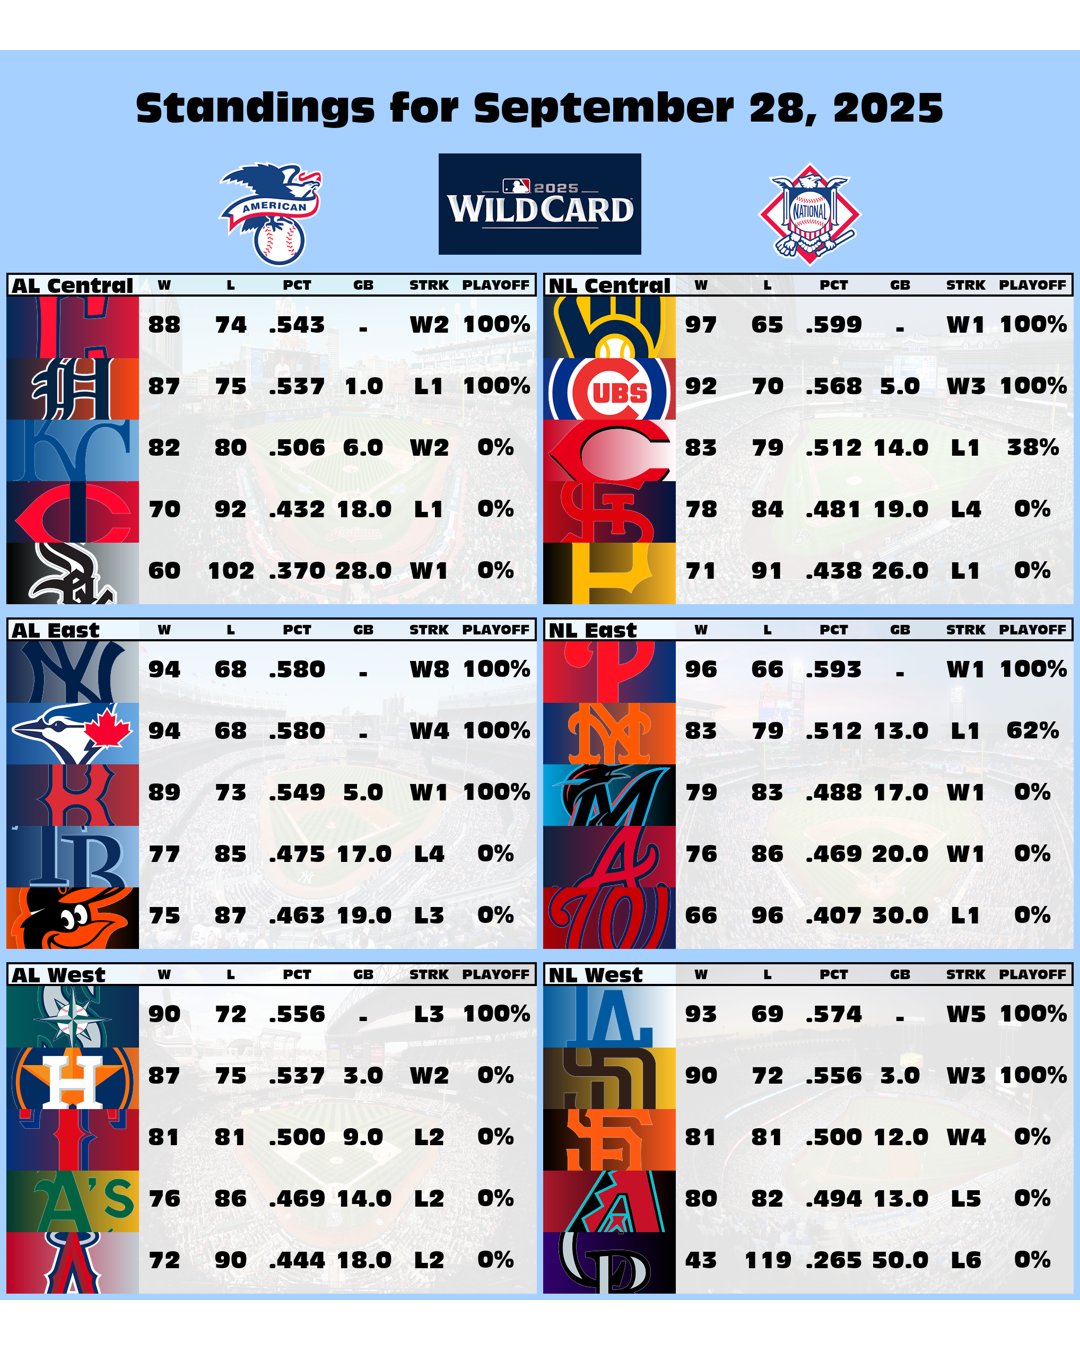 Standings for September 28, 2025
AMERICAN
2025
WILDCARD
NATIONAL
AL Central W L PCT GB STRK PLAYOFF
C 88 74 .543 - W2 100%
D 87 75 .537 1.0 L1 100%
KC 82 80 .506 6.0 W2 0%
TC 70 92 .432 18.0 L1 0%
Sox 60 102 .370 28.0 W1 0%
NL Central W L PCT GB STRK PLAYOFF
97 65 .599 - W1 100%
CUBS 92 70 .568 5.0 W3 100%
C 83 79 .512 14.0 L1 38%
STL 78 84 .481 19.0 L4 0%
P 71 91 .438 26.0 L1 0%
AL East W L PCT GB STRK PLAYOFF
NY 94 68 .580 - W8 100%
94 68 .580 - W4 100%
B 89 73 .549 5.0 W1 100%
TB 77 85 .475 17.0 L4 0%
75 87 .463 19.0 L3 0%
NL East W L PCT GB STRK PLAYOFF
P 96 66 .593 - W1 100%
NY 83 79 .512 13.0 L1 62%
M 79 83 .488 17.0 W1 0%
A 76 86 .469 20.0 W1 0%
W 66 96 .407 30.0 L1 0%
AL West W L PCT GB STRK PLAYOFF
S 90 72 .556 - L3 100%
H 87 75 .537 3.0 W2 0%
T 81 81 .500 9.0 L2 0%
A's 76 86 .469 14.0 L2 0%
A 72 90 .444 18.0 L2 0%
NL West W L PCT GB STRK PLAYOFF
LA 93 69 .574 - W5 100%
SD 90 72 .556 3.0 W3 100%
SF 81 81 .500 12.0 W4 0%
A 80 82 .494 13.0 L5 0%
CR 43 119 .265 50.0 L6 0%